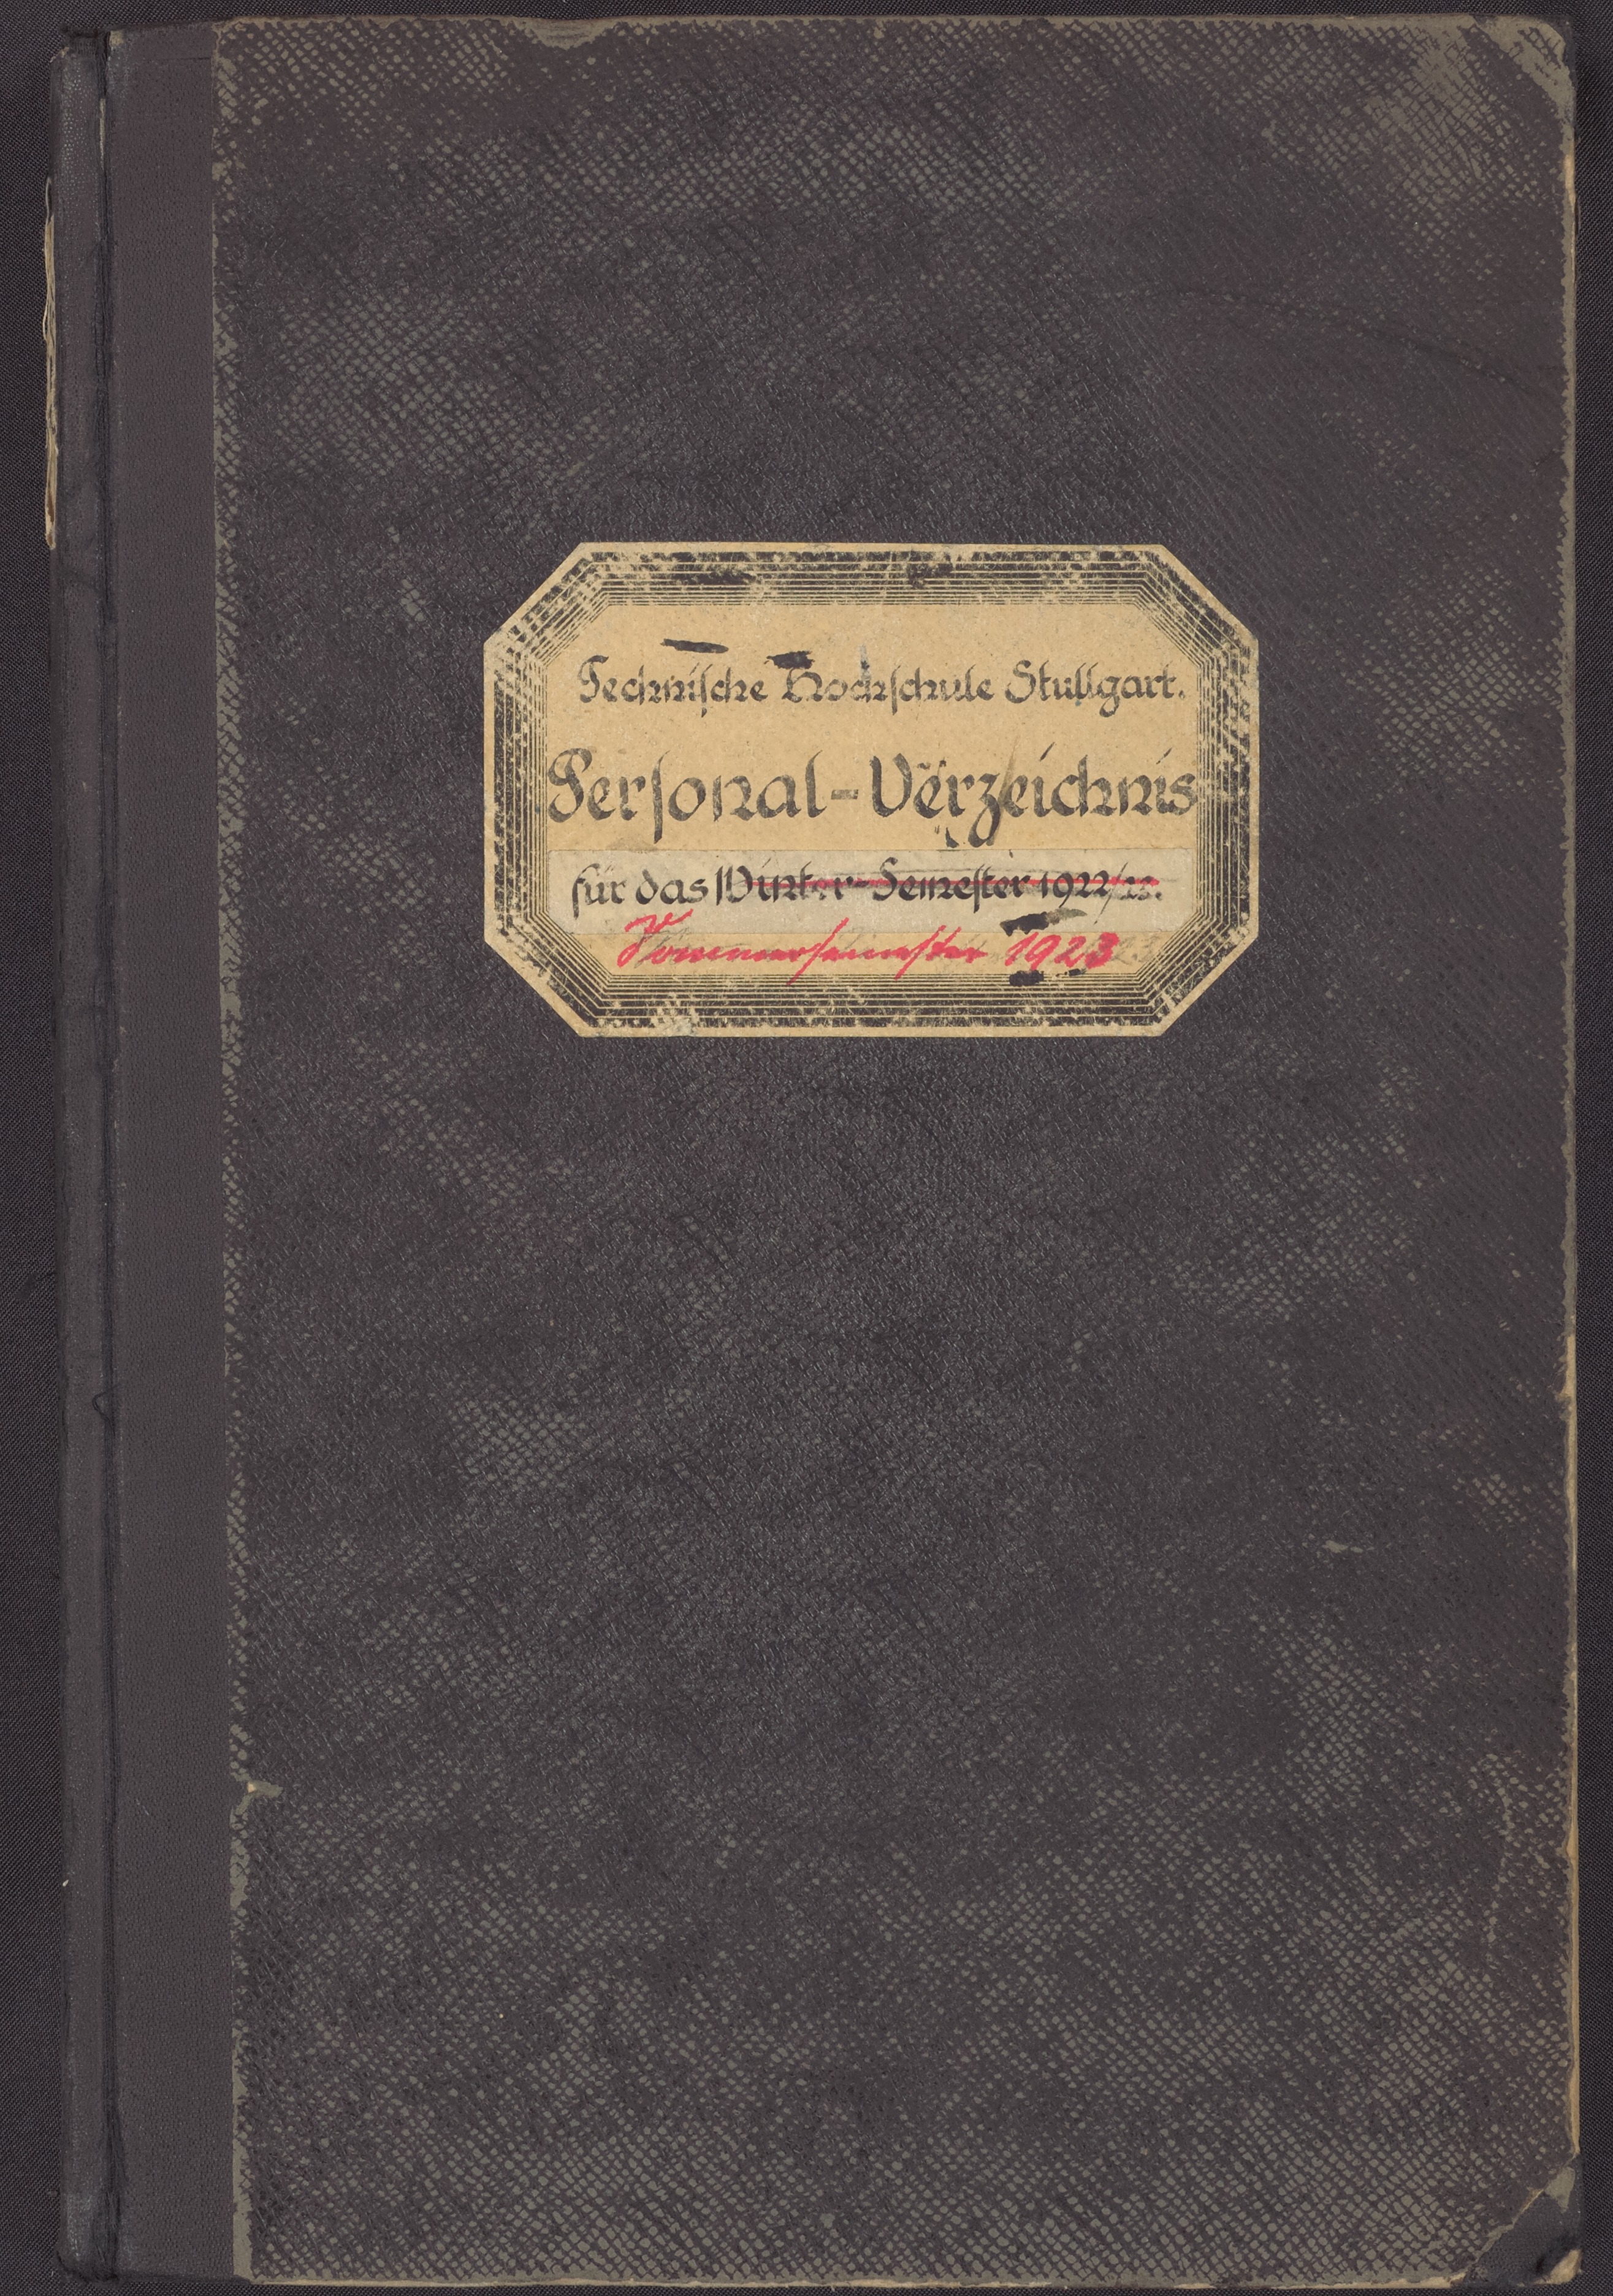 Technische Hochschule Stuttgart.
Personal-Verzeichnis
für das Winter-Semester 1922/23.
Sommersemester 1923